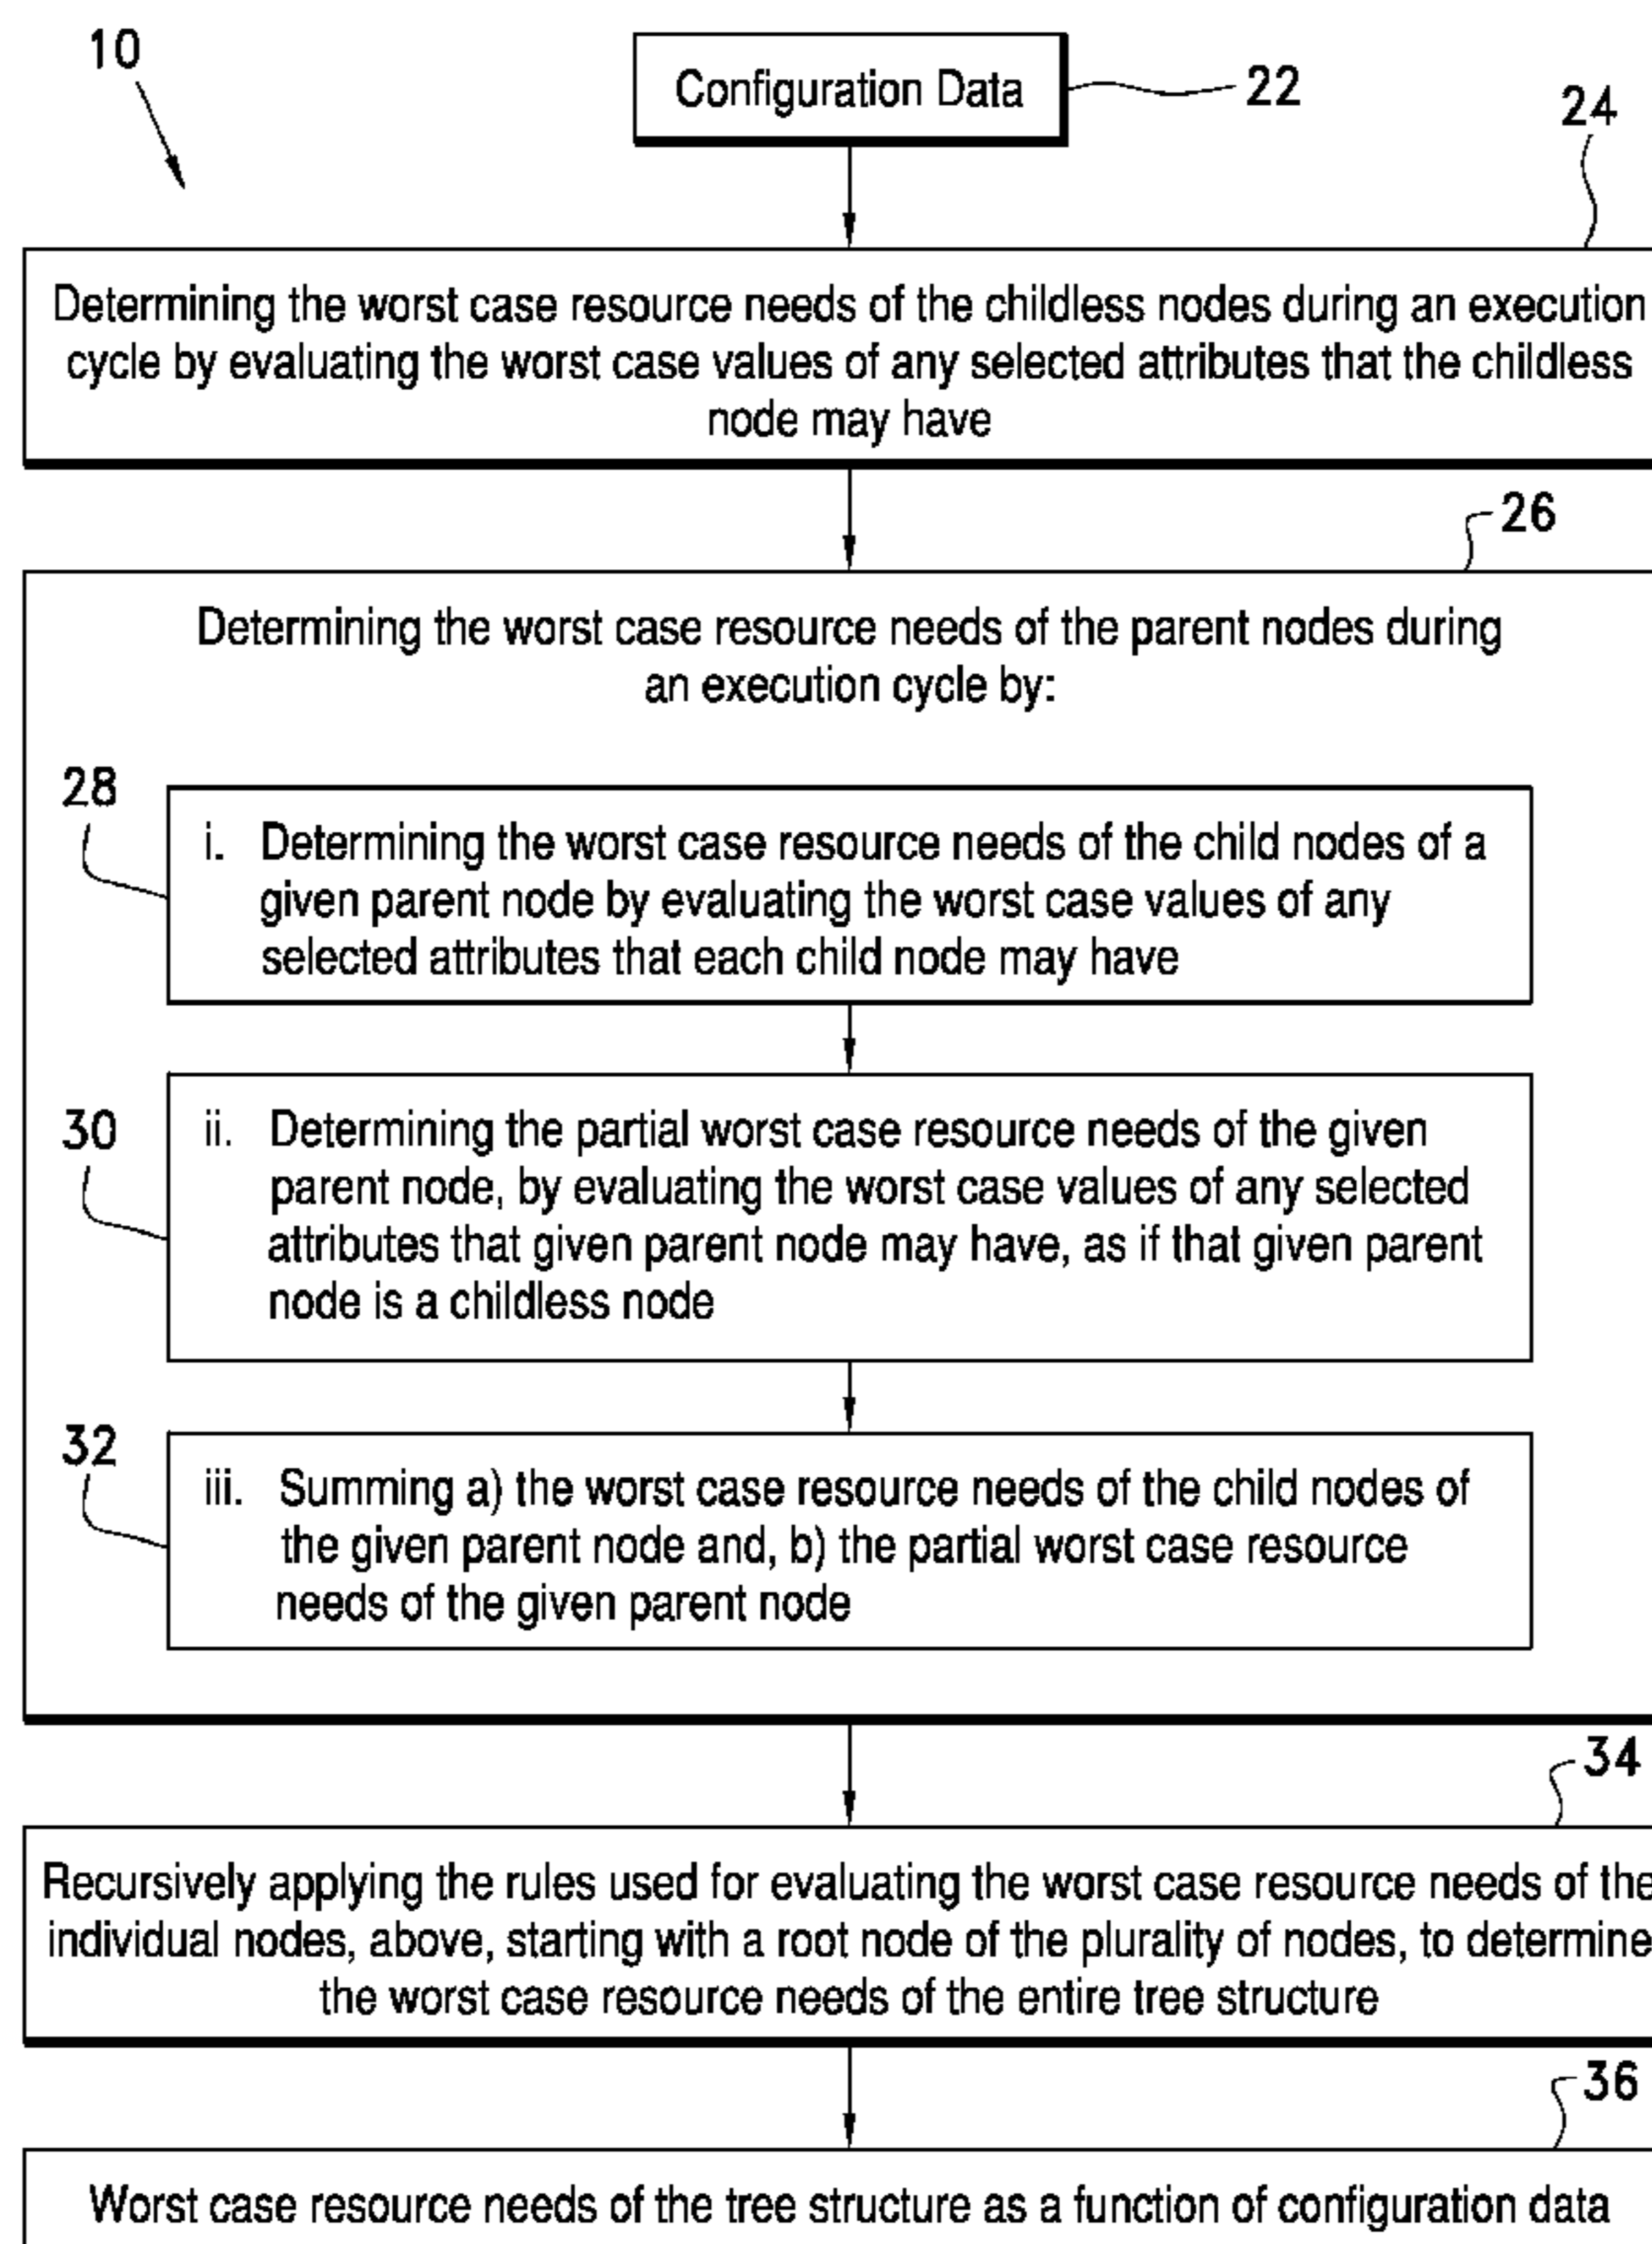 10
Configuration Data
22
24
Determining the worst case resource needs of the childless nodes during an execution
cycle by evaluating the worst case values of any selected attributes that the childless
node may have
26
Determining the worst case resource needs of the parent nodes during
an execution cycle by:
28
i. Determining the worst case resource needs of the child nodes of a
given parent node by evaluating the worst case values of any
selected attributes that each child node may have
30
ii. Determining the partial worst case resource needs of the given
parent node, by evaluating the worst case values of any selected
attributes that given parent node may have, as if that given parent
node is a childless node
32
iii. Summing a) the worst case resource needs of the child nodes of
the given parent node and, b) the partial worst case resource
needs of the given parent node
34
Recursively applying the rules used for evaluating the worst case resource needs of the
individual nodes, above, starting with a root node of the plurality of nodes, to determine
the worst case resource needs of the entire tree structure
36
Worst case resource needs of the tree structure as a function of configuration data